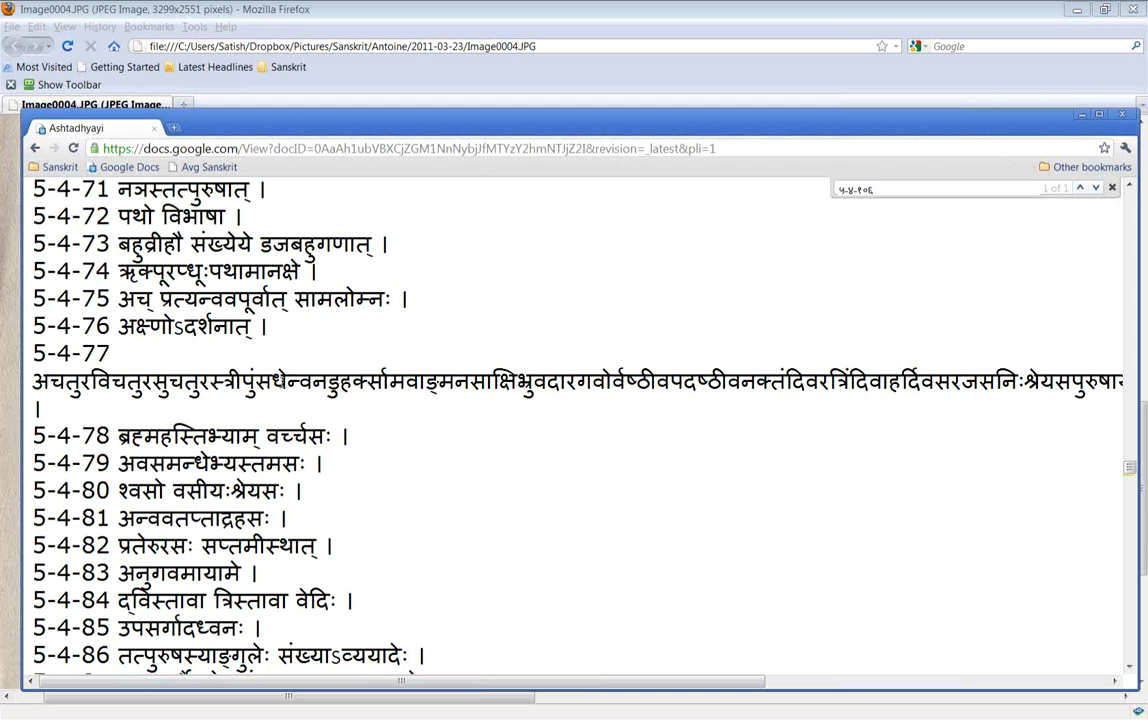 Image0004.JPG (JPEG Image, 3299x2551 pixels) - Mozilla Firefox
File Edit View History Bookmarks Tools Help
file:///C:/Users/Satish/Dropbox/Pictures/Sanskrit/Antoine/2011-03-23/Image0004.JPG
Google
Most Visited Getting Started Latest Headlines Sanskrit
Show Toolbar
Image0004.JPG (JPEG Image...
Ashtadhyayi
https://docs.google.com/View?docID=0AaAh1ubVBXCjZGM1NnNybjJfMTYzY2hmNTJjZ2I&revision=_latest&pli=1
Sanskrit Google Docs Avg Sanskrit Other bookmarks
५-४-१०६ 1 of 1
5-4-71 नञस्तत्पुरुषात् ।
5-4-72 पथो विभाषा ।
5-4-73 बहुव्रीहौ संख्येये डजबहुगणात् ।
5-4-74 ऋक्पूरप्धूःपथामानक्षे ।
5-4-75 अच् प्रत्यन्ववपूर्वात् सामलोम्नः ।
5-4-76 अक्ष्णोऽदर्शनात् ।
5-4-77
अचतुरविचतुरसुचतुरस्त्रीपुंसधेन्वनडुहर्क्सामवाङ्मनसाक्षिभ्रुवदारगवोर्वष्ठीवपदष्ठीवनक्तंदिवरत्रिंदिवाहर्दिवसरजसनिःश्रेयसपुरुषा
।
5-4-78 ब्रह्महस्तिभ्याम् वर्च्चसः ।
5-4-79 अवसमन्धेभ्यस्तमसः ।
5-4-80 श्वसो वसीयःश्रेयसः ।
5-4-81 अन्ववतप्ताद्रहसः ।
5-4-82 प्रतेरुरसः सप्तमीस्थात् ।
5-4-83 अनुगवमायामे ।
5-4-84 द्विस्तावा त्रिस्तावा वेदिः ।
5-4-85 उपसर्गादध्वनः ।
5-4-86 तत्पुरुषस्याङ्गुलेः संख्याऽव्ययादेः ।